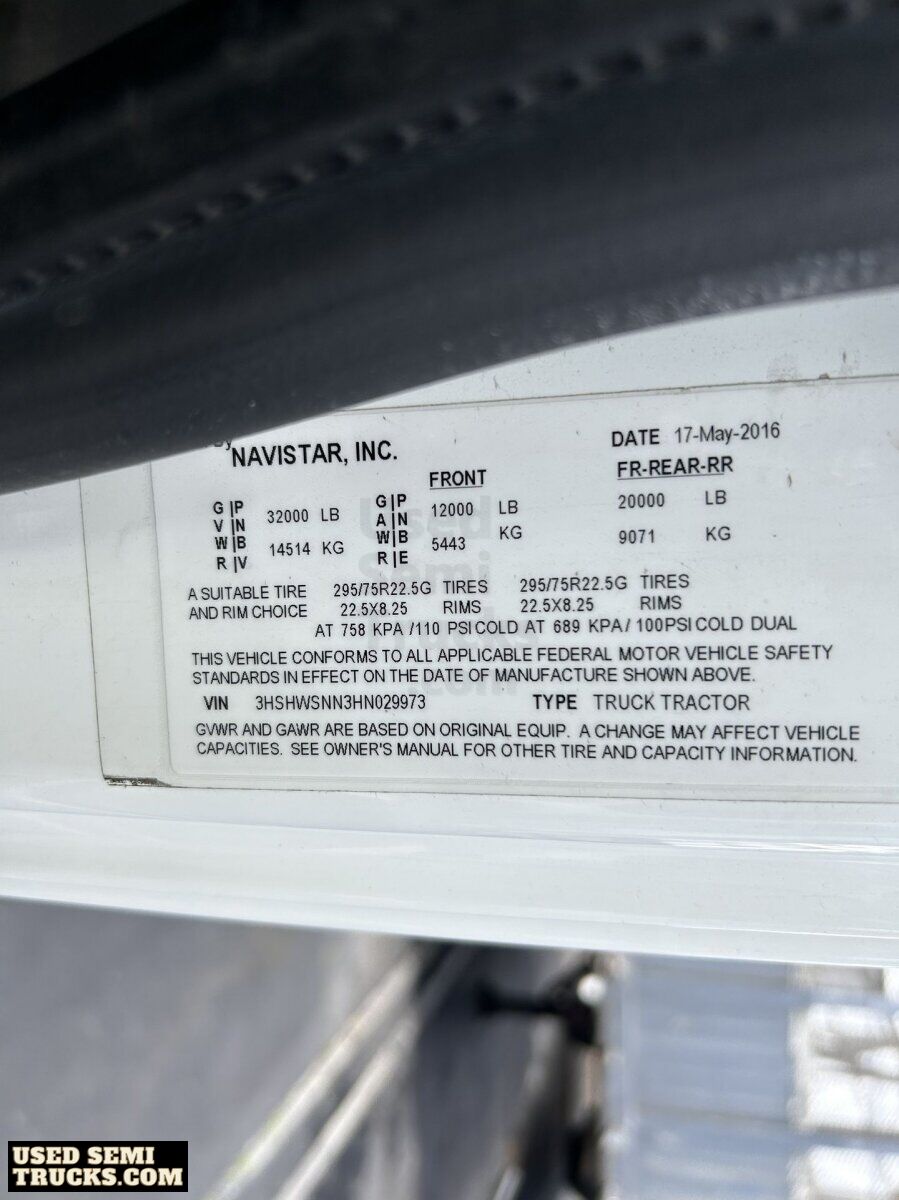 By
NAVISTAR, INC. DATE 17-May-2016
FRONT FR-REAR-RR
G|P 32000 LB G|P 12000 LB 20000 LB
V|N A|N
W|B 14514 KG W|B 5443 KG 9071 KG
R|V R|E
A SUITABLE TIRE 295/75R22.5G TIRES 295/75R22.5G TIRES
AND RIM CHOICE 22.5X8.25 RIMS 22.5X8.25 RIMS
AT 758 KPA /110 PSI COLD AT 689 KPA/ 100PSI COLD DUAL
THIS VEHICLE CONFORMS TO ALL APPLICABLE FEDERAL MOTOR VEHICLE SAFETY
STANDARDS IN EFFECT ON THE DATE OF MANUFACTURE SHOWN ABOVE.
VIN 3HSHWSNN3HN029973 TYPE TRUCK TRACTOR
GVWR AND GAWR ARE BASED ON ORIGINAL EQUIP. A CHANGE MAY AFFECT VEHICLE
CAPACITIES. SEE OWNER'S MANUAL FOR OTHER TIRE AND CAPACITY INFORMATION.
Used
Semi
.com
USED SEMI
TRUCKS.COM